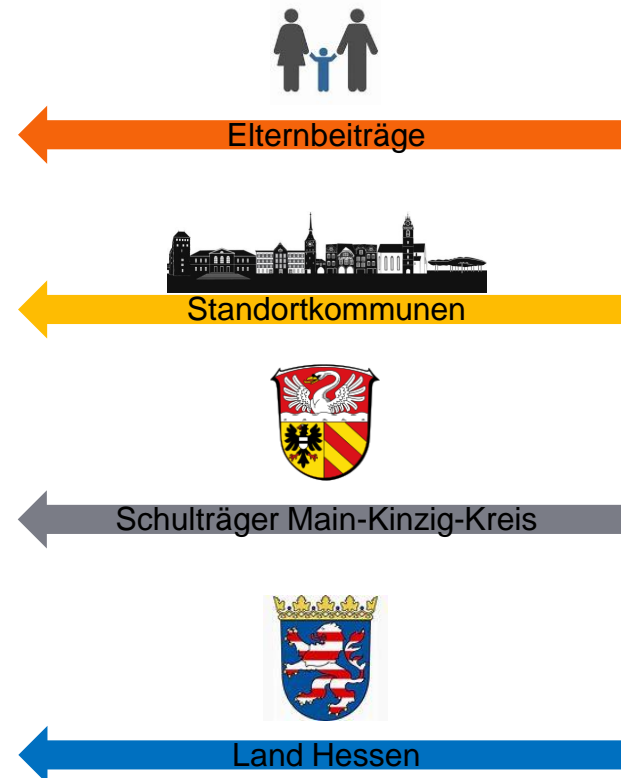 Elternbeiträge
Standortkommunen
Schulträger Main-Kinzig-Kreis
Land Hessen